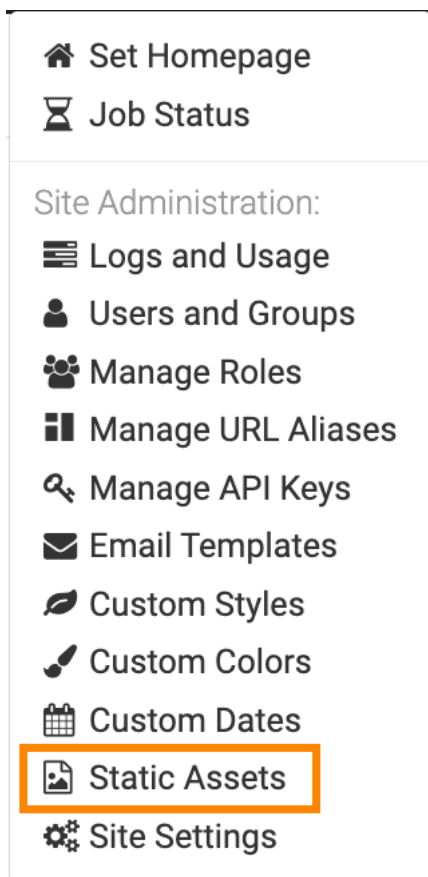 Set Homepage
Job Status
Site Administration:
Logs and Usage
Users and Groups
Manage Roles
Manage URL Aliases
Manage API Keys
Email Templates
Custom Styles
Custom Colors
Custom Dates
Static Assets
Site Settings